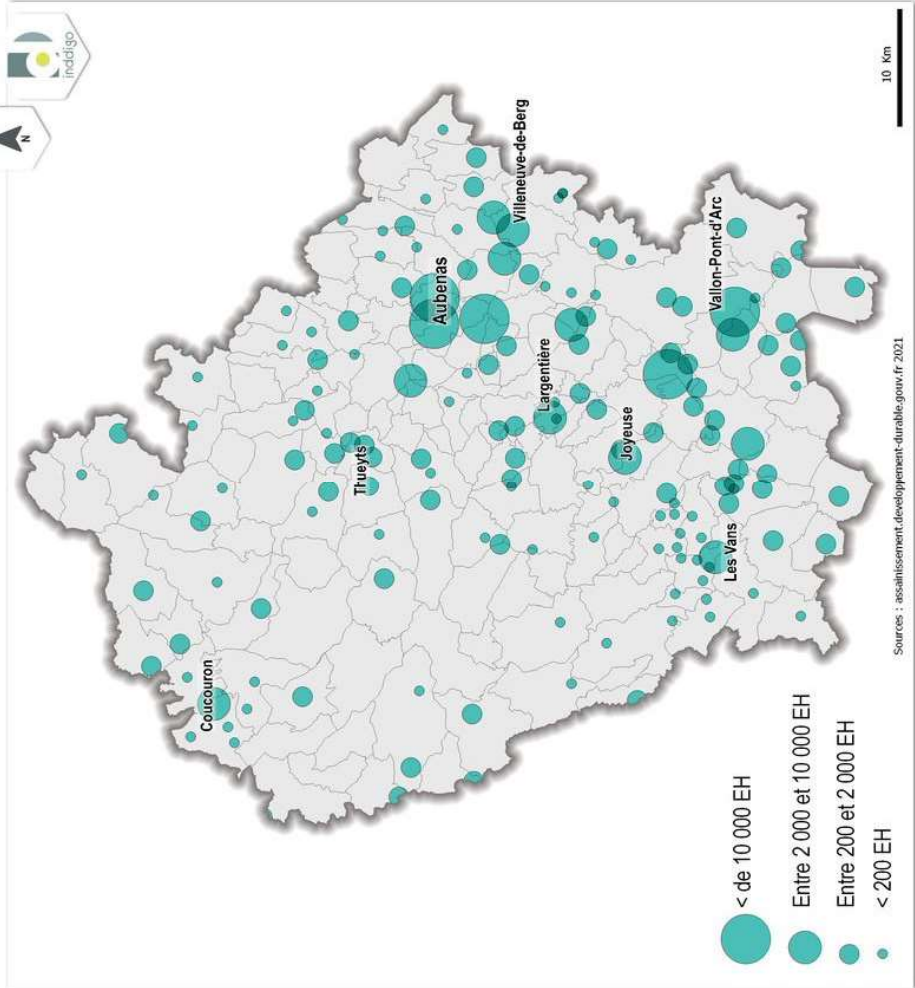 inddigo
N
Coucouron
Thueyts
Aubenas
Villeneuve-de-Berg
Largentière
Joyeuse
Vallon-Pont-d'Arc
Les Vans
< de 10 000 EH
Entre 2 000 et 10 000 EH
Entre 200 et 2 000 EH
< 200 EH
10 Km
Sources : assainissement.developpement-durable.gouv.fr 2021